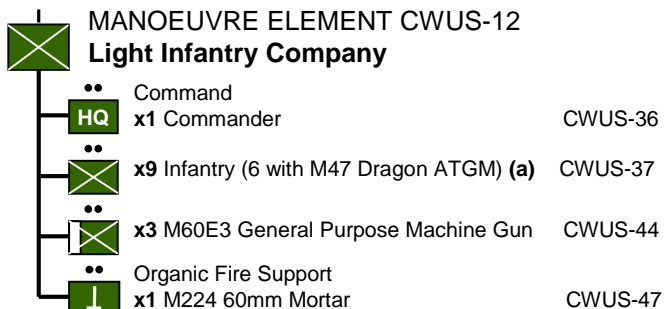 MANOEUVRE ELEMENT CWUS-12
Light Infantry Company
Command
HQ x1 Commander CWUS-36
x9 Infantry (6 with M47 Dragon ATGM) (a) CWUS-37
x3 M60E3 General Purpose Machine Gun CWUS-44
Organic Fire Support
x1 M224 60mm Mortar CWUS-47